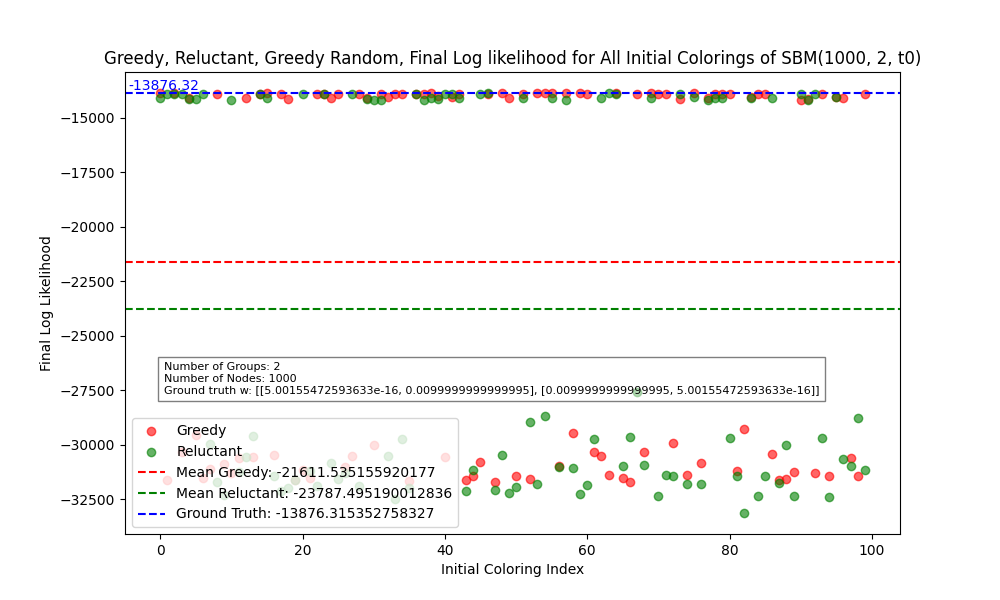 Greedy, Reluctant, Greedy Random, Final Log likelihood for All Initial Colorings of SBM(1000, 2, t0)
-13876.32
−15000
−17500
−20000
−22500
−25000
−27500
−30000
−32500
Final Log Likelihood
Number of Groups: 2
Number of Nodes: 1000
Ground truth w: [[5.00155472593633e-16, 0.0099999999999995], [0.0099999999999995, 5.00155472593633e-16]]
Greedy
Reluctant
Mean Greedy: -21611.535155920177
Mean Reluctant: -23787.495190012836
Ground Truth: -13876.315352758327
0 20 40 60 80 100
Initial Coloring Index